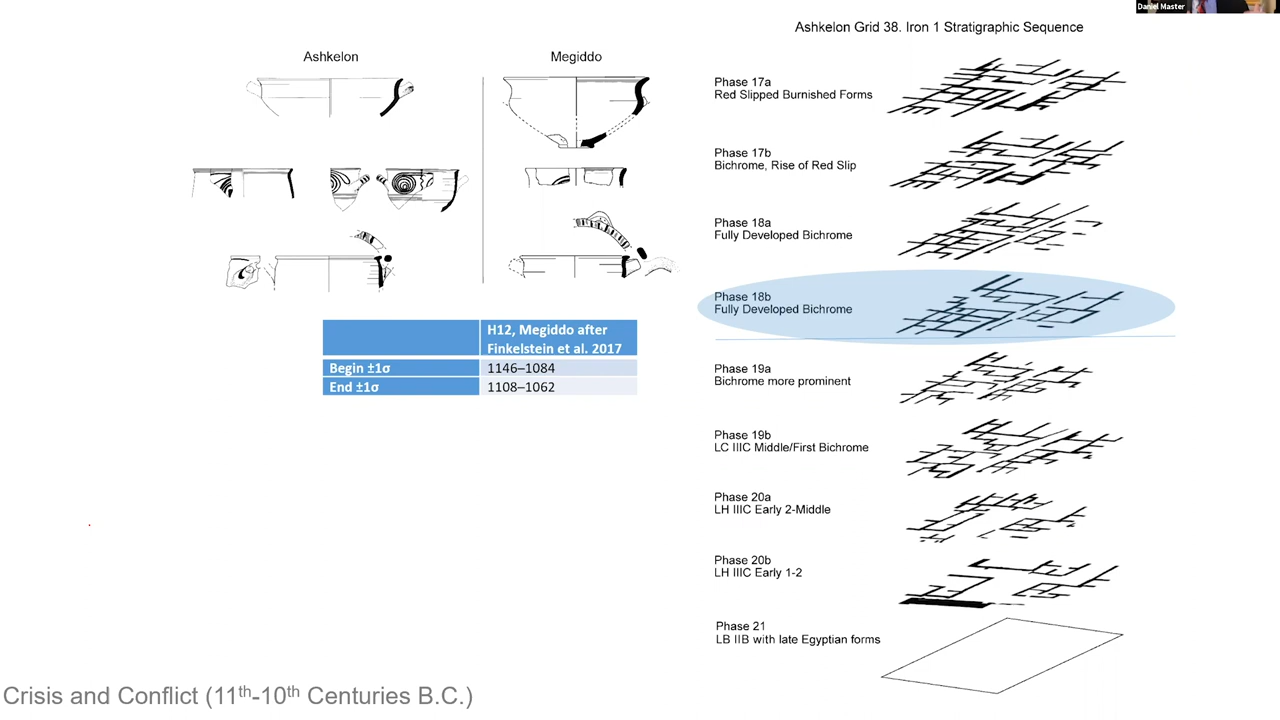 Daniel Master
Ashkelon Grid 38. Iron 1 Stratigraphic Sequence
Ashkelon
Megiddo
H12, Megiddo after
Finkelstein et al. 2017
Begin ±1σ
1146–1084
End ±1σ
1108–1062
Phase 17a
Red Slipped Burnished Forms
Phase 17b
Bichrome, Rise of Red Slip
Phase 18a
Fully Developed Bichrome
Phase 18b
Fully Developed Bichrome
Phase 19a
Bichrome more prominent
Phase 19b
LC IIIC Middle/First Bichrome
Phase 20a
LH IIIC Early 2-Middle
Phase 20b
LH IIIC Early 1-2
Phase 21
LB IIB with late Egyptian forms
Crisis and Conflict (11th-10th Centuries B.C.)